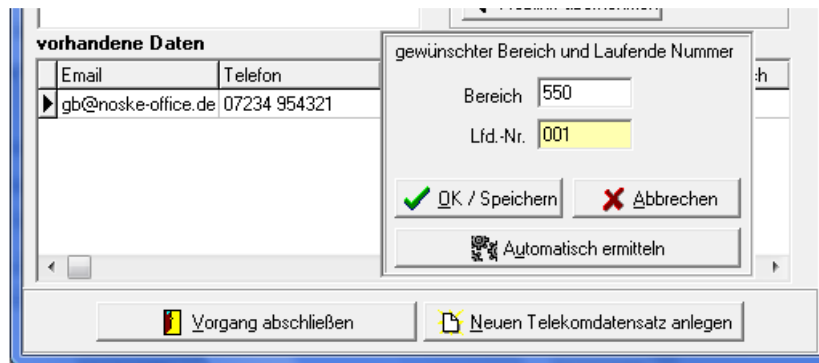 vorhandene Daten
Email Telefon
gb@noske-office.de 07234 954321
gewünschter Bereich und Laufende Nummer
Bereich 550
Lfd.-Nr. 001
OK / Speichern Abbrechen
Automatisch ermitteln
Vorgang abschließen Neuen Telekomdatensatz anlegen